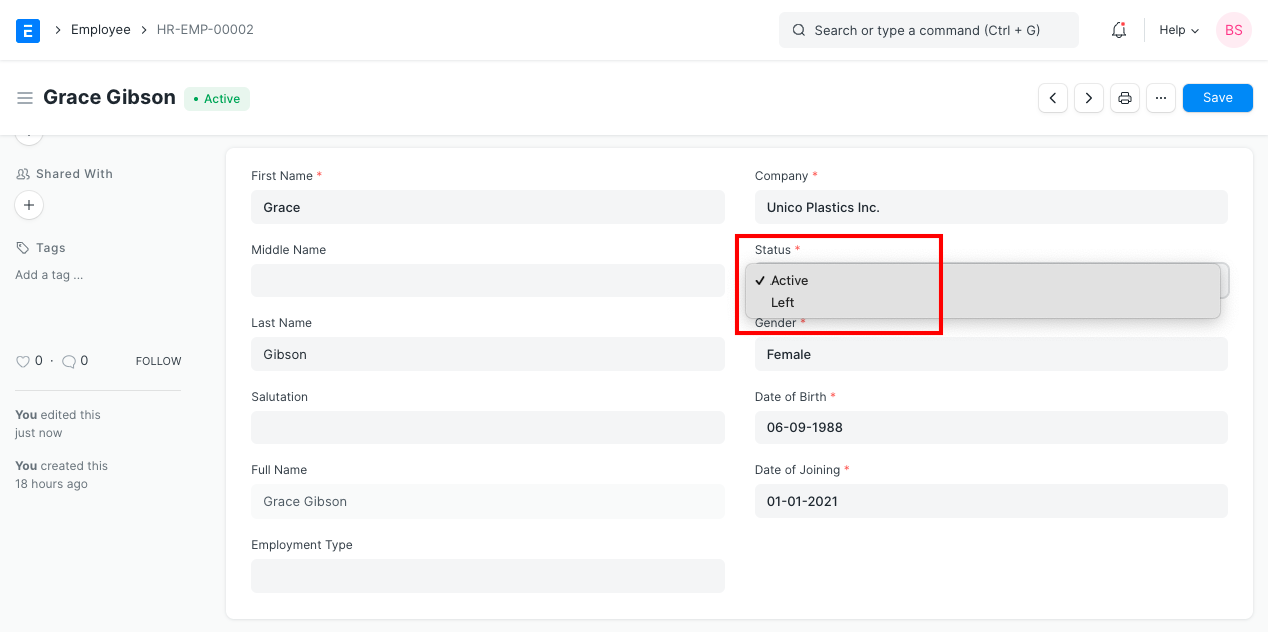 E
Employee
HR-EMP-00002
Search or type a command (Ctrl + G)
Help
BS
Grace Gibson
Active
Save
Shared With
Tags
Add a tag ...
0 · 0
FOLLOW
You edited this
just now
You created this
18 hours ago
First Name *
Grace
Middle Name
Last Name
Gibson
Salutation
Full Name
Grace Gibson
Employment Type
Company *
Unico Plastics Inc.
Status *
✓ Active
Left
Gender *
Female
Date of Birth *
06-09-1988
Date of Joining *
01-01-2021